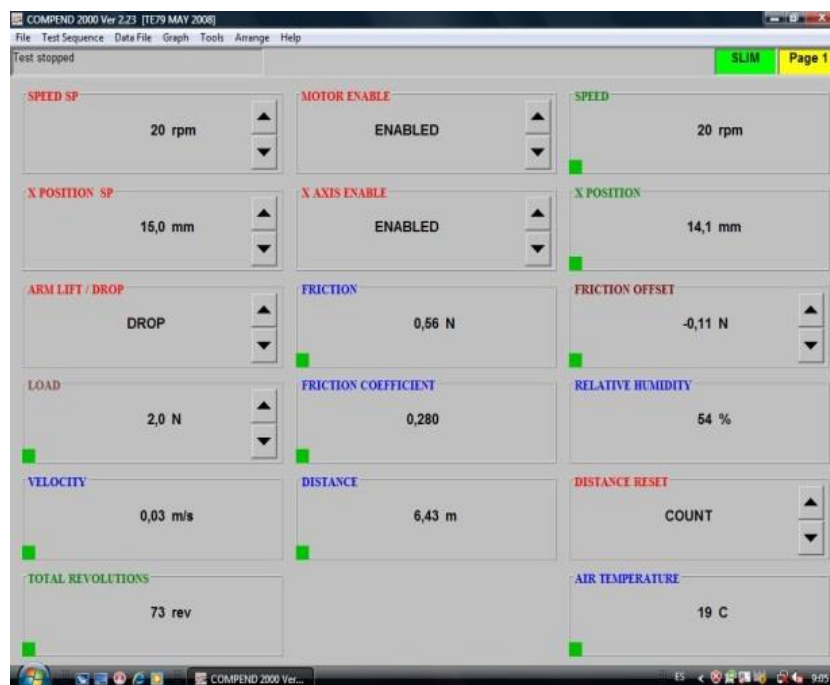 COMPEND 2000 Ver 2.23 [TE79 MAY 2008]
File Test Sequence Data File Graph Tools Arrange Help
Test stopped SLIM Page 1
SPEED SP MOTOR ENABLE SPEED
20 rpm ENABLED 20 rpm
X POSITION SP X AXIS ENABLE X POSITION
15,0 mm ENABLED 14,1 mm
ARM LIFT / DROP FRICTION FRICTION OFFSET
DROP 0,56 N -0,11 N
LOAD FRICTION COEFFICIENT RELATIVE HUMIDITY
2,0 N 0,280 54 %
VELOCITY DISTANCE DISTANCE RESET
0,03 m/s 6,43 m COUNT
TOTAL REVOLUTIONS AIR TEMPERATURE
73 rev 19 C
COMPEND 2000 Ver... ES 9:05